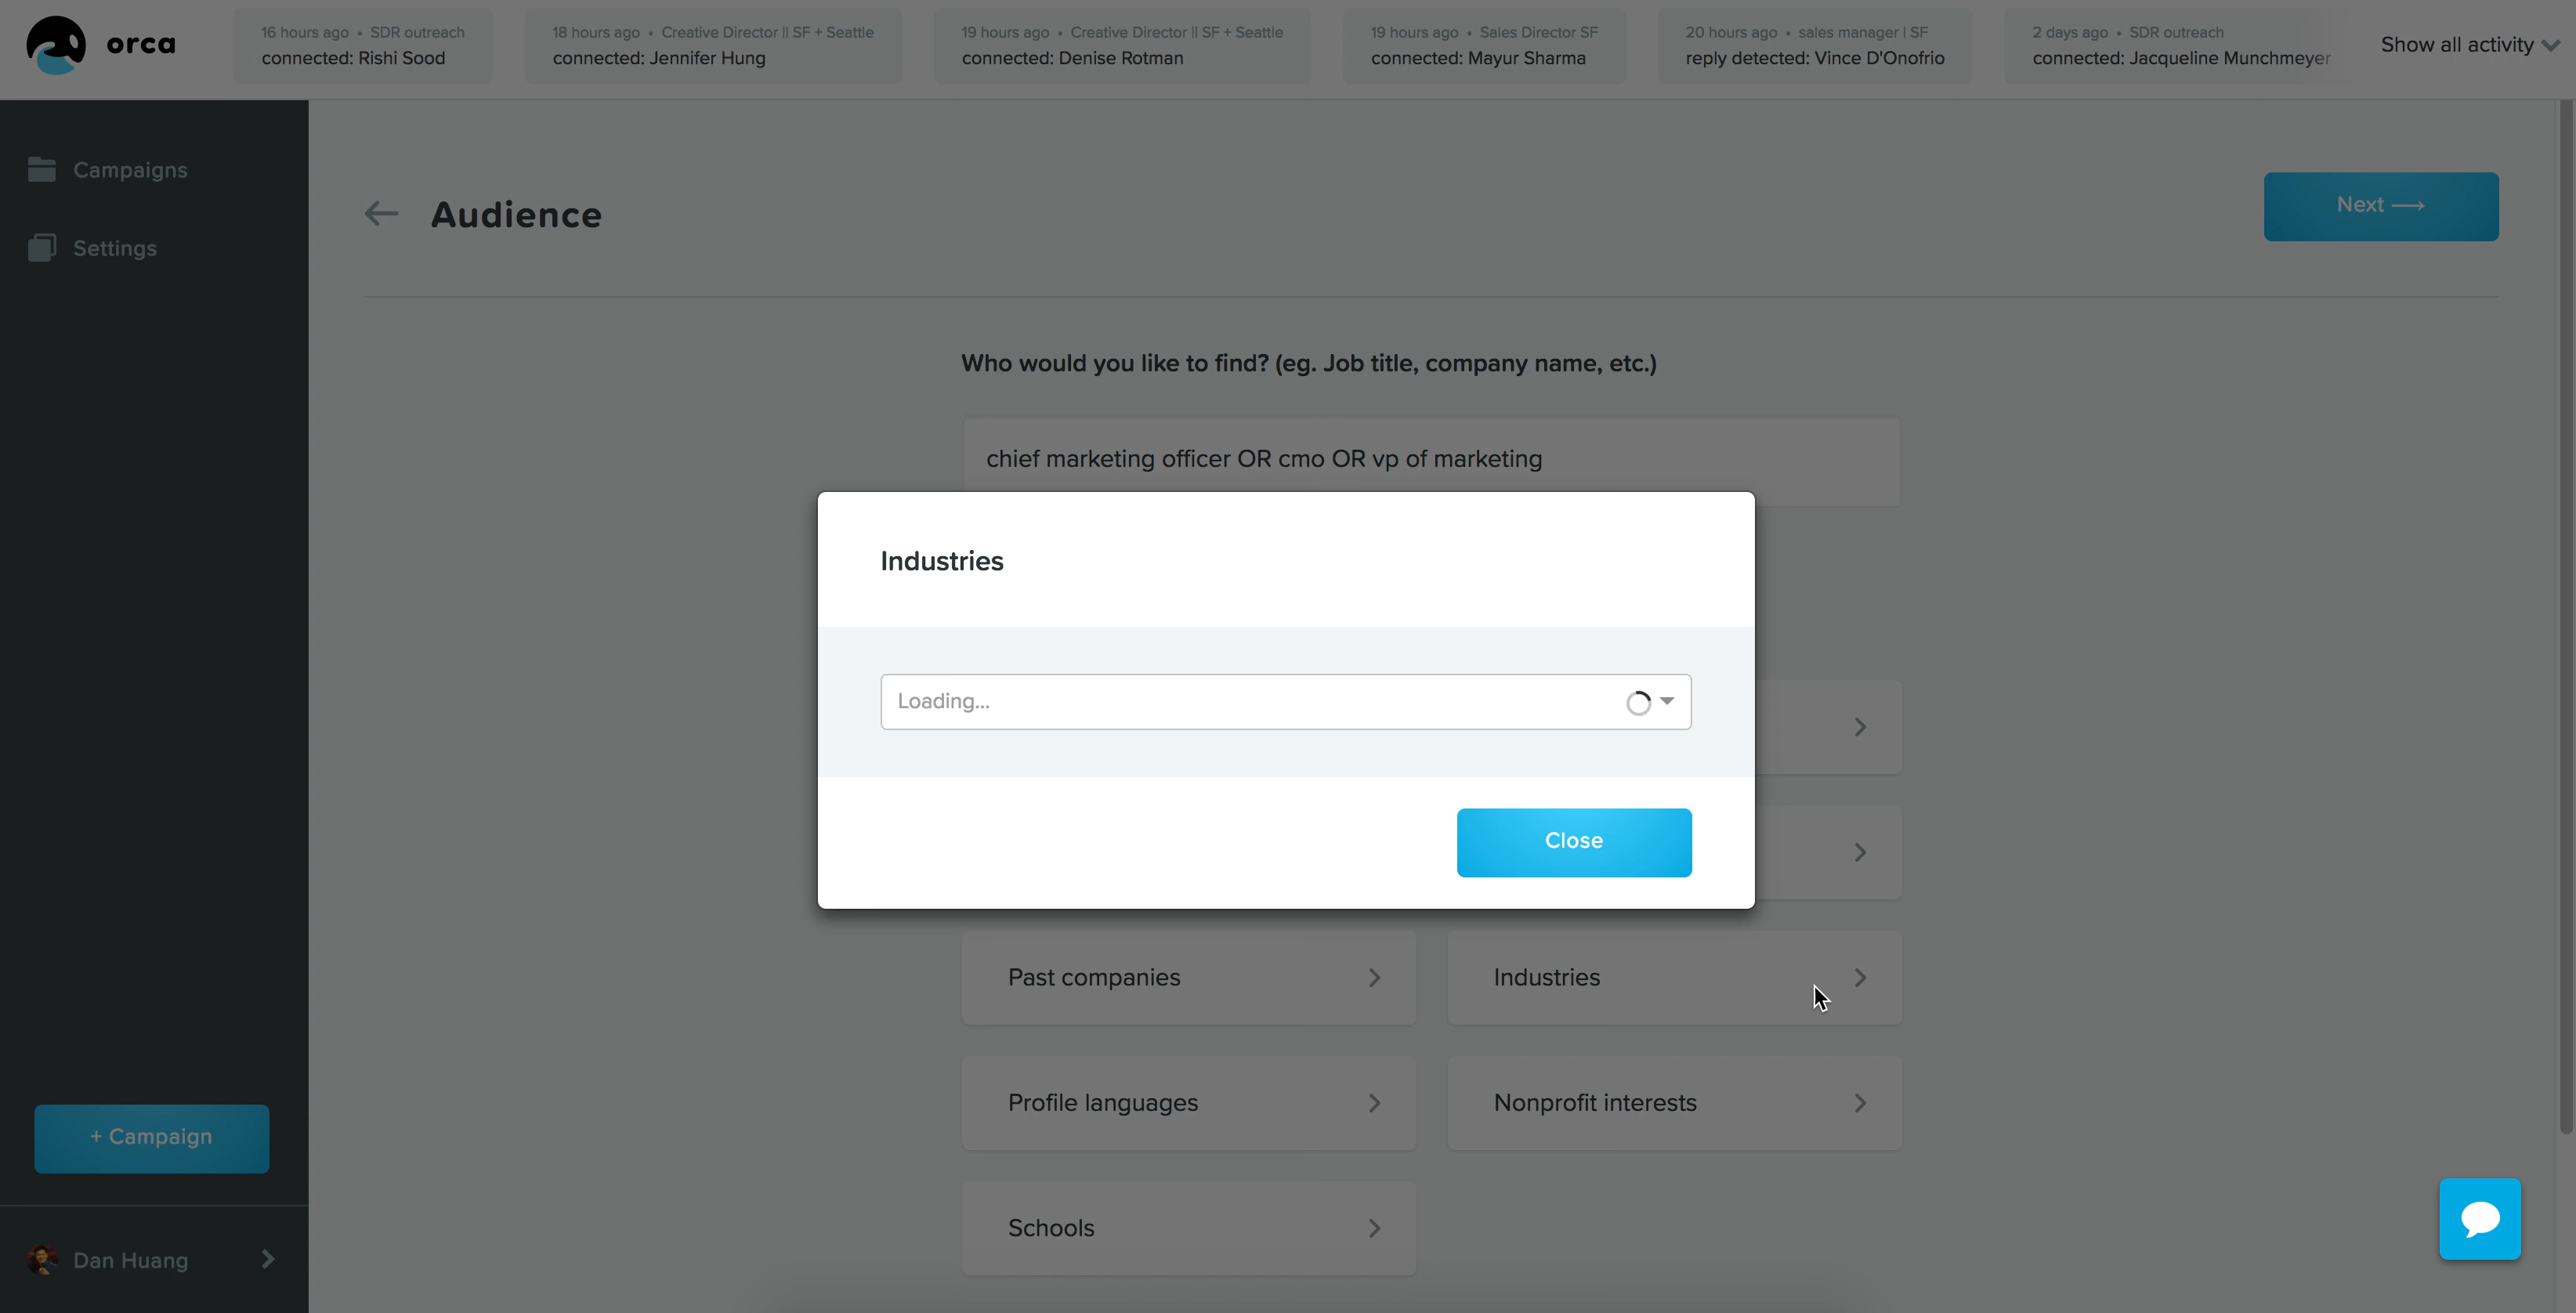 orca
16 hours ago • SDR outreach
connected: Rishi Sood
18 hours ago • Creative Director || SF + Seattle
connected: Jennifer Hung
19 hours ago • Creative Director || SF + Seattle
connected: Denise Rotman
19 hours ago • Sales Director SF
connected: Mayur Sharma
20 hours ago • sales manager | SF
reply detected: Vince D'Onofrio
2 days ago • SDR outreach
connected: Jacqueline Munchmeyer
Show all activity
Campaigns
Settings
Audience
Next
Who would you like to find? (eg. Job title, company name, etc.)
chief marketing officer OR cmo OR vp of marketing
Industries
Loading...
Close
Past companies
Industries
Profile languages
Nonprofit interests
Schools
+ Campaign
Dan Huang